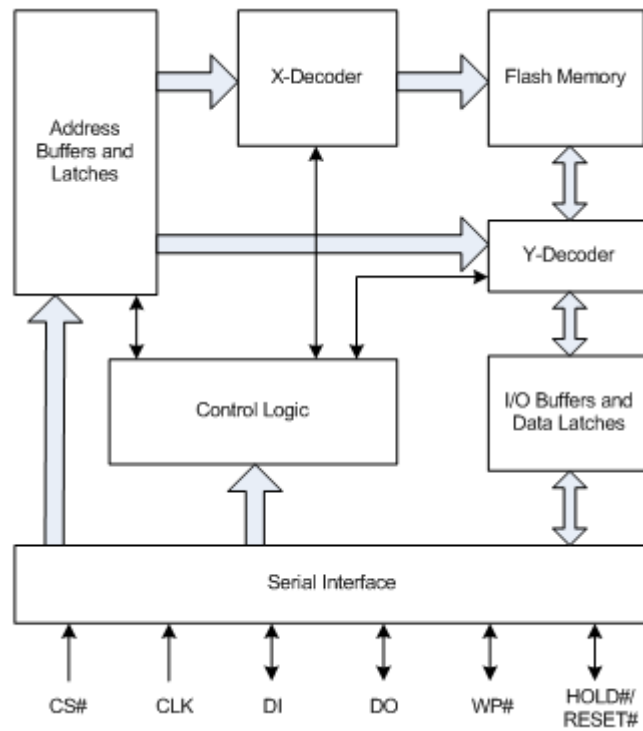 Address
Buffers and
Latches
X-Decoder
Flash Memory
Y-Decoder
Control Logic
I/O Buffers and
Data Latches
Serial Interface
CS#
CLK
DI
DO
WP#
HOLD#/
RESET#